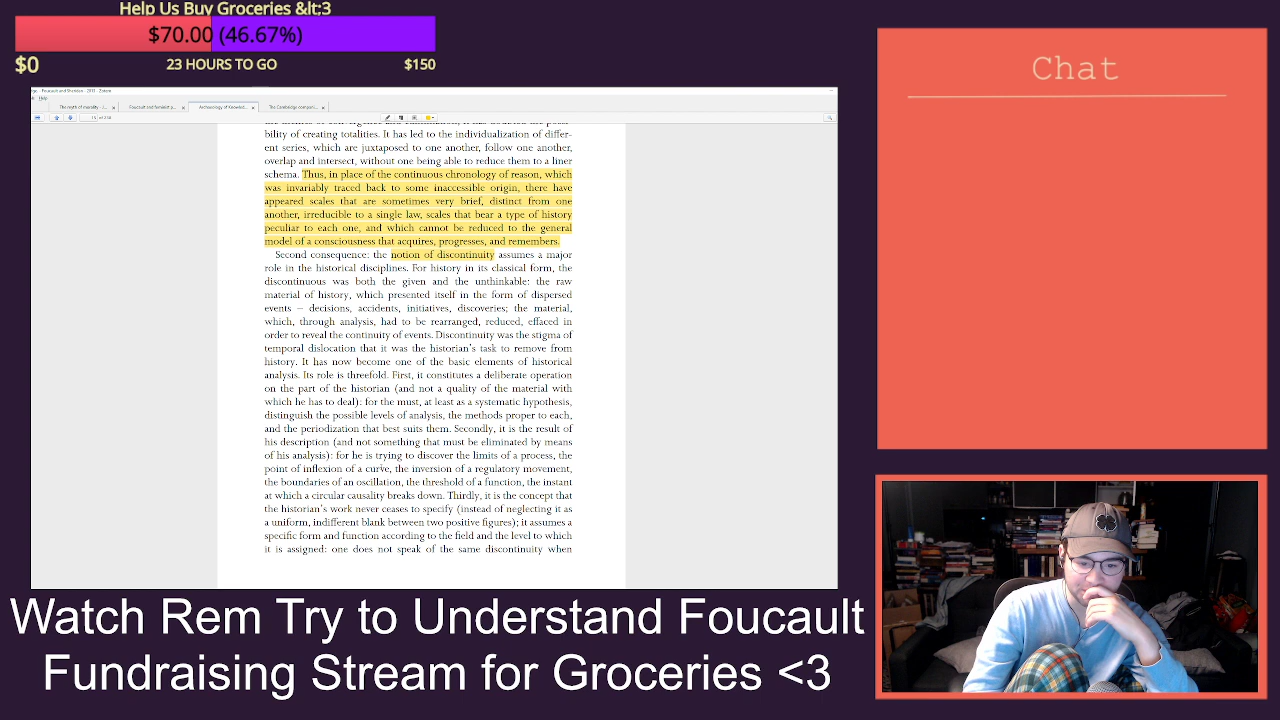 Help Us Buy Groceries &lt;3
$70.00 (46.67%)
$0
23 HOURS TO GO
$150
Chat
Help
The myth of morality - J...
Foucault and feminist p...
Archaeology of Knowled...
The Cambridge compani...
bility of creating totalities. It has led to the individualization of differ-
ent series, which are juxtaposed to one another, follow one another,
overlap and intersect, without one being able to reduce them to a liner
schema. Thus, in place of the continuous chronology of reason, which
was invariably traced back to some inaccessible origin, there have
appeared scales that are sometimes very brief, distinct from one
another, irreducible to a single law, scales that bear a type of history
peculiar to each one, and which cannot be reduced to the general
model of a consciousness that acquires, progresses, and remembers.
Second consequence: the notion of discontinuity assumes a major
role in the historical disciplines. For history in its classical form, the
discontinuous was both the given and the unthinkable: the raw
material of history, which presented itself in the form of dispersed
events – decisions, accidents, initiatives, discoveries; the material,
which, through analysis, had to be rearranged, reduced, effaced in
order to reveal the continuity of events. Discontinuity was the stigma of
temporal dislocation that it was the historian's task to remove from
history. It has now become one of the basic elements of historical
analysis. Its role is threefold. First, it constitutes a deliberate operation
on the part of the historian (and not a quality of the material with
which he has to deal): for the must, at least as a systematic hypothesis,
distinguish the possible levels of analysis, the methods proper to each,
and the periodization that best suits them. Secondly, it is the result of
his description (and not something that must be eliminated by means
of his analysis): for he is trying to discover the limits of a process, the
point of inflexion of a curve, the inversion of a regulatory movement,
the boundaries of an oscillation, the threshold of a function, the instant
at which a circular causality breaks down. Thirdly, it is the concept that
the historian's work never ceases to specify (instead of neglecting it as
a uniform, indifferent blank between two positive figures); it assumes a
specific form and function according to the field and the level to which
it is assigned: one does not speak of the same discontinuity when
Watch Rem Try to Understand Foucault
Fundraising Stream for Groceries <3